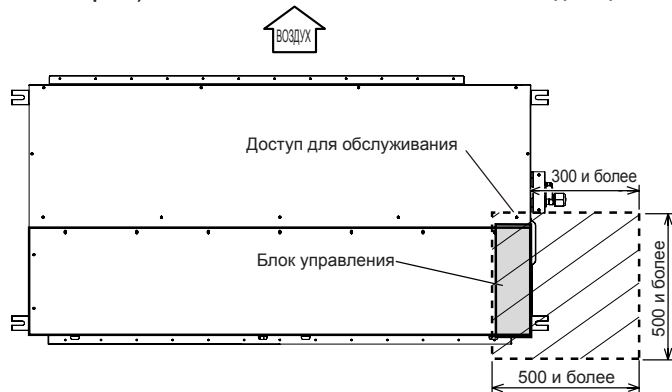 ВОЗДУХ
Доступ для обслуживания
300 и более
Блок управления
500 и более
500 и более